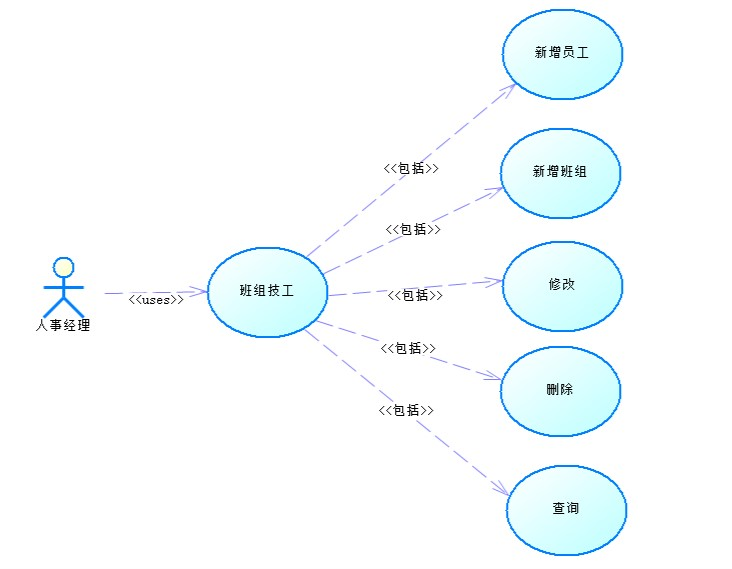 新增员工
<<包括>>
新增班组
<<包括>>
班组技工
修改
<<包括>>
<<uses>>
人事经理
<<包括>>
删除
<<包括>>
查询